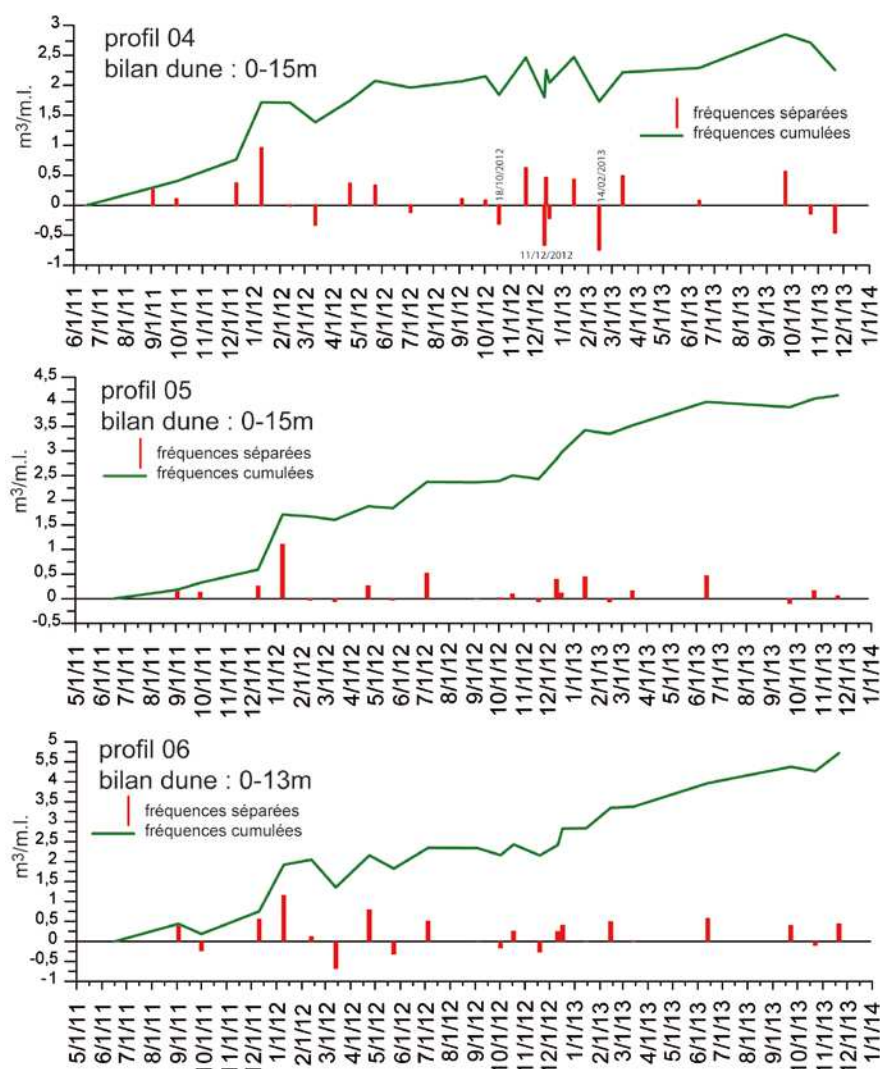 profil 04
bilan dune : 0-15m
m³/m.l.
3
2,5
2
1,5
1
0,5
0
-0,5
-1
fréquences séparées
fréquences cumulées
18/10/2012
11/12/2012
14/02/2013
6/1/11 7/1/11 8/1/11 9/1/11 10/1/11 11/1/11 12/1/11 1/1/12 2/1/12 3/1/12 4/1/12 5/1/12 6/1/12 7/1/12 8/1/12 9/1/12 10/1/12 11/1/12 12/1/12 1/1/13 2/1/13 3/1/13 4/1/13 5/1/13 6/1/13 7/1/13 8/1/13 9/1/13 10/1/13 11/1/13 12/1/13 1/1/14
profil 05
bilan dune : 0-15m
fréquences séparées
fréquences cumulées
m³/m.l.
4,5
4
3,5
3
2,5
2
1,5
1
0,5
0
-0,5
5/1/11 6/1/11 7/1/11 8/1/11 9/1/11 10/1/11 11/1/11 12/1/11 1/1/12 2/1/12 3/1/12 4/1/12 5/1/12 6/1/12 7/1/12 8/1/12 9/1/12 10/1/12 11/1/12 12/1/12 1/1/13 2/1/13 3/1/13 4/1/13 5/1/13 6/1/13 7/1/13 8/1/13 9/1/13 10/1/13 11/1/13 12/1/13 1/1/14
profil 06
bilan dune : 0-13m
fréquences séparées
fréquences cumulées
m³/m.l.
5
5,5
4
3,5
3
2,5
2
1,5
1
0,5
0
-0,5
-1
5/1/11 6/1/11 7/1/11 8/1/11 9/1/11 10/1/11 11/1/11 12/1/11 1/1/12 2/1/12 3/1/12 4/1/12 5/1/12 6/1/12 7/1/12 8/1/12 9/1/12 10/1/12 11/1/12 12/1/12 1/1/13 2/1/13 3/1/13 4/1/13 5/1/13 6/1/13 7/1/13 8/1/13 9/1/13 10/1/13 11/1/13 12/1/13 1/1/14